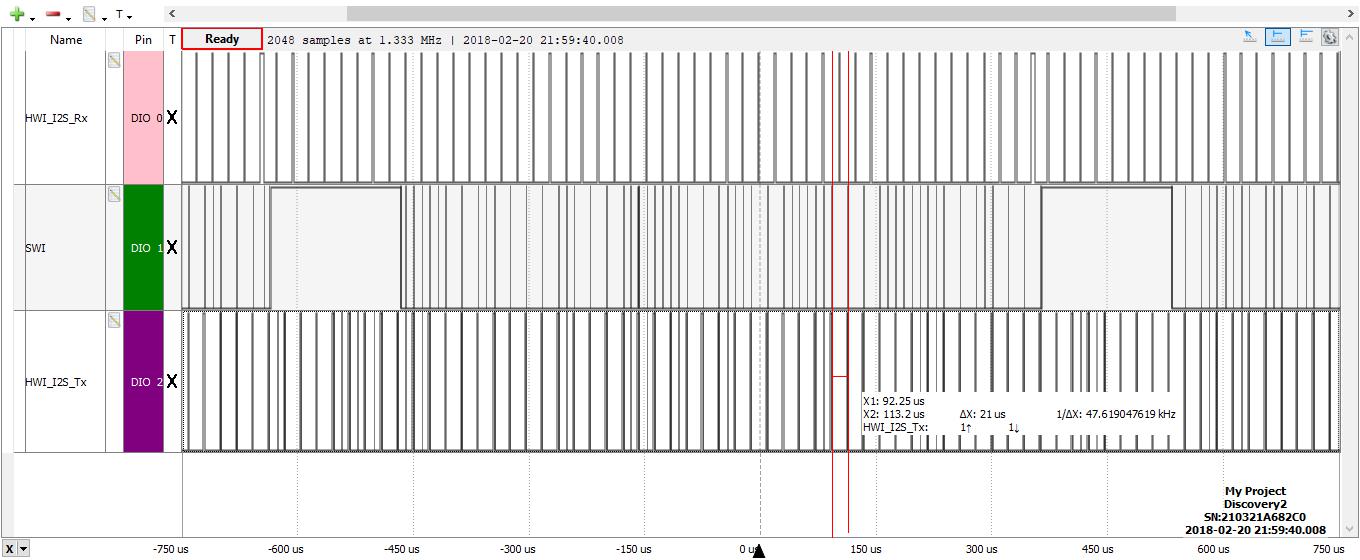 T
Name Pin T Ready 2048 samples at 1.333 MHz | 2018-02-20 21:59:40.008
HWI_I2S_Rx DIO 0 X
SWI DIO 1 X
HWI_I2S_Tx DIO 2 X
X1: 92.25 us
X2: 113.2 us ΔX: 21 us 1/ΔX: 47.619047619 kHz
HWI_I2S_Tx: 1↑ 1↓
My Project
Discovery2
SN:210321A682C0
2018-02-20 21:59:40.008
X -750 us -600 us -450 us -300 us -150 us 0 us 150 us 300 us 450 us 600 us 750 us